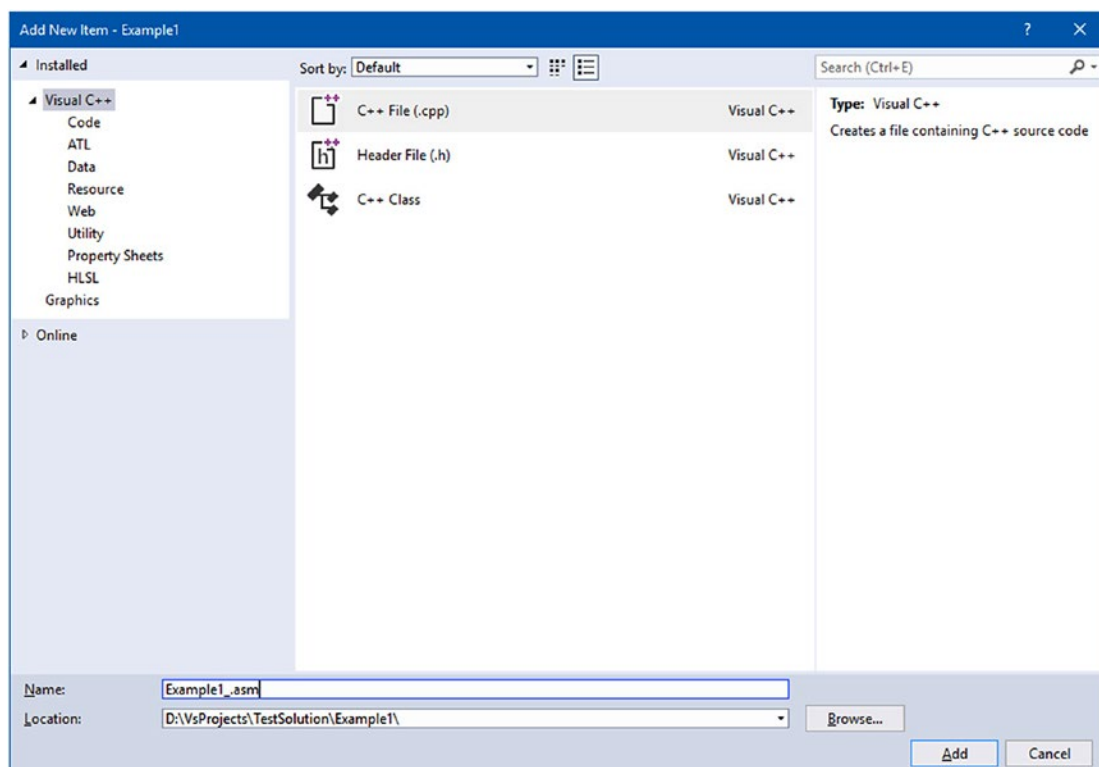 Add New Item - Example1
? ×
Installed
Sort by: Default
Search (Ctrl+E)
Visual C++
Code
ATL
Data
Resource
Web
Utility
Property Sheets
HLSL
Graphics
Online
C++ File (.cpp) Visual C++
Header File (.h) Visual C++
C++ Class Visual C++
Type: Visual C++
Creates a file containing C++ source code
Name: Example1_.asm
Location: D:\VsProjects\TestSolution\Example1\
Browse...
Add Cancel